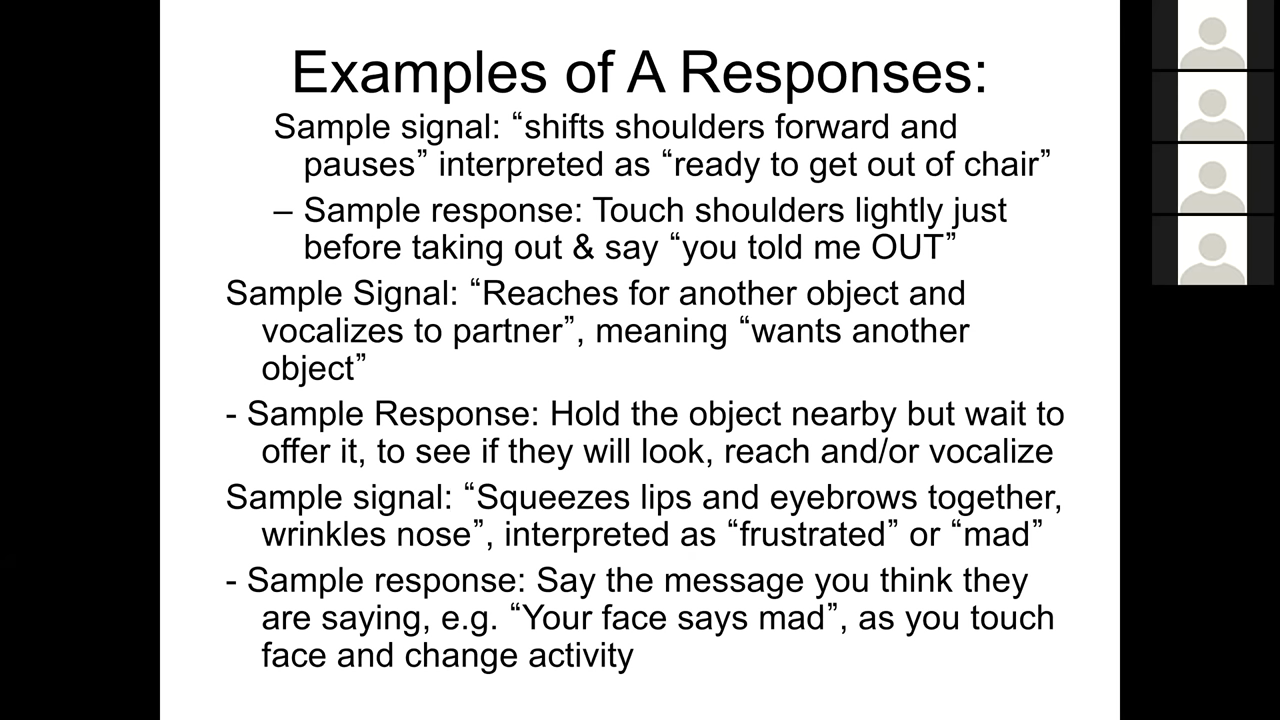 Examples of A Responses:
Sample signal: “shifts shoulders forward and
pauses” interpreted as “ready to get out of chair”
– Sample response: Touch shoulders lightly just
before taking out & say “you told me OUT”
Sample Signal: “Reaches for another object and
vocalizes to partner”, meaning “wants another
object”
- Sample Response: Hold the object nearby but wait to
offer it, to see if they will look, reach and/or vocalize
Sample signal: “Squeezes lips and eyebrows together,
wrinkles nose”, interpreted as “frustrated” or “mad”
- Sample response: Say the message you think they
are saying, e.g. “Your face says mad”, as you touch
face and change activity